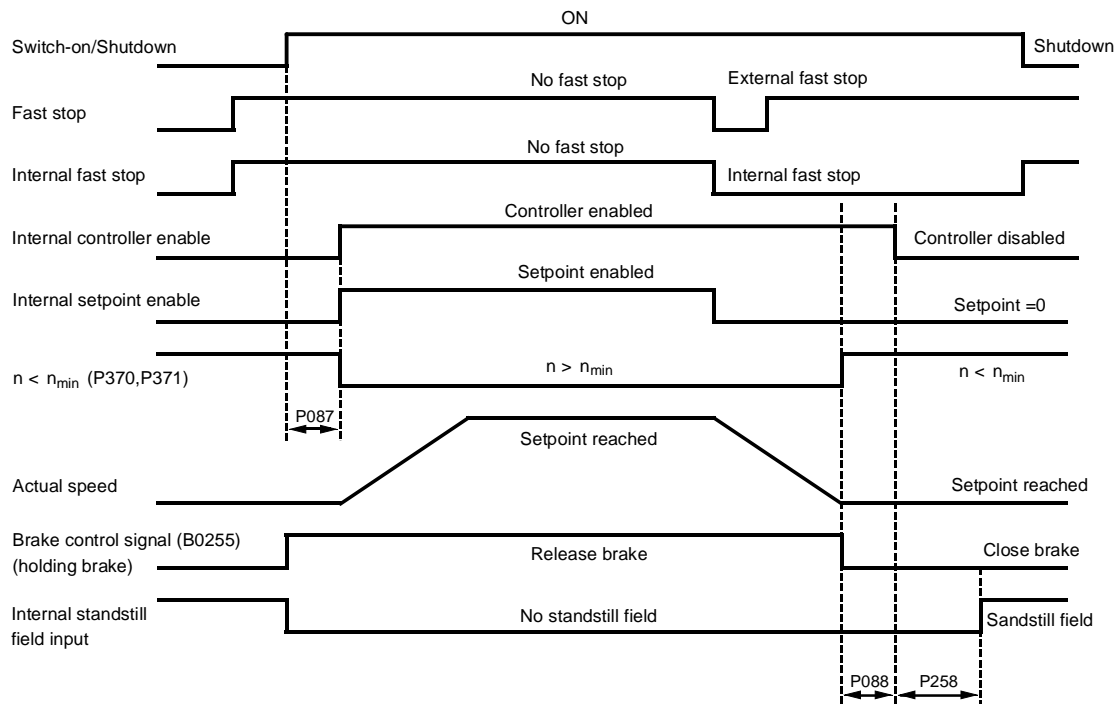 ON
Switch-on/Shutdown
Shutdown
No fast stop
External fast stop
Fast stop
No fast stop
Internal fast stop
Internal fast stop
Controller enabled
Internal controller enable
Controller disabled
Setpoint enabled
Internal setpoint enable
Setpoint =0
n < nmin (P370,P371)
n > nmin
n < nmin
P087
Setpoint reached
Actual speed
Setpoint reached
Brake control signal (B0255)
(holding brake)
Release brake
Close brake
Internal standstill
field input
No standstill field
Sandstill field
P088
P258